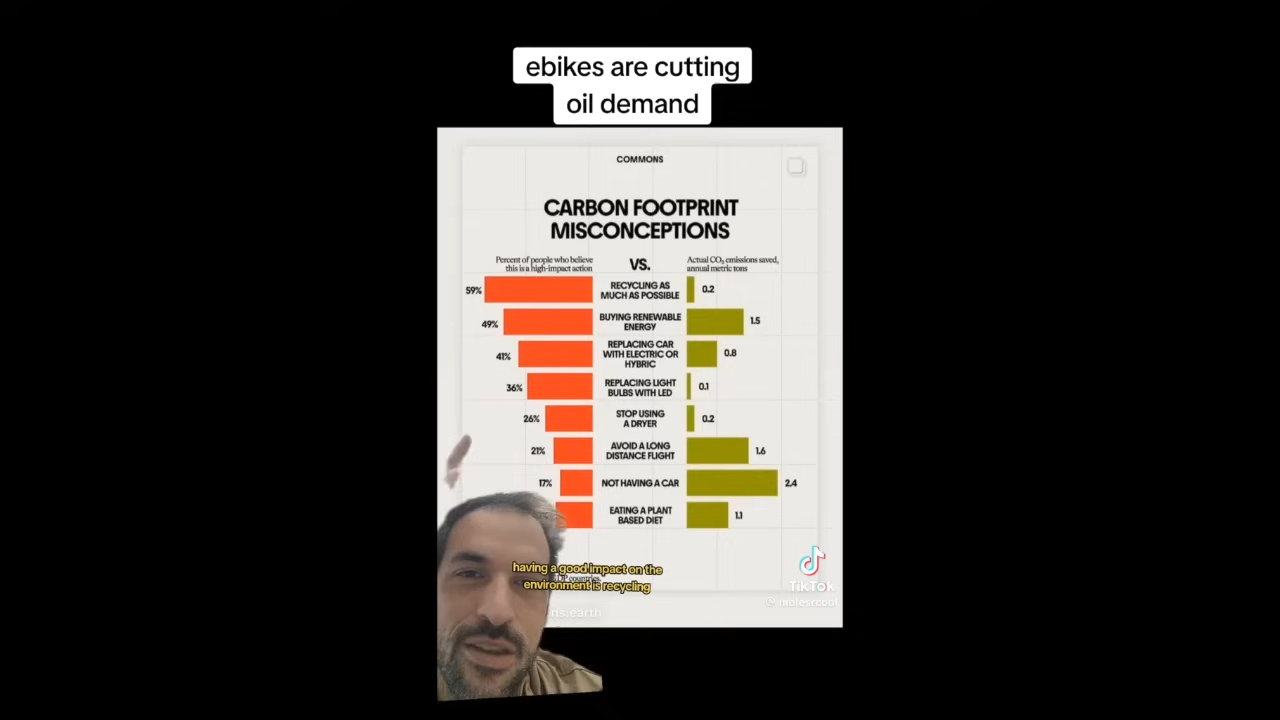 ebikes are cutting
oil demand
COMMONS
CARBON FOOTPRINT
MISCONCEPTIONS
Percent of people who believe
this is a high-impact action
VS.
Actual CO₂ emissions saved,
annual metric tons
59%
RECYCLING AS
MUCH AS POSSIBLE
0.2
49%
BUYING RENEWABLE
ENERGY
1.5
41%
REPLACING CAR
WITH ELECTRIC OR
HYBRIC
0.8
36%
REPLACING LIGHT
BULBS WITH LED
0.1
26%
STOP USING
A DRYER
0.2
21%
AVOID A LONG
DISTANCE FLIGHT
1.6
17%
NOT HAVING A CAR
2.4
EATING A PLANT
BASED DIET
1.1
having a good impact on the
environment is recycling
countries
TikTok
molesrcool
ns.earth